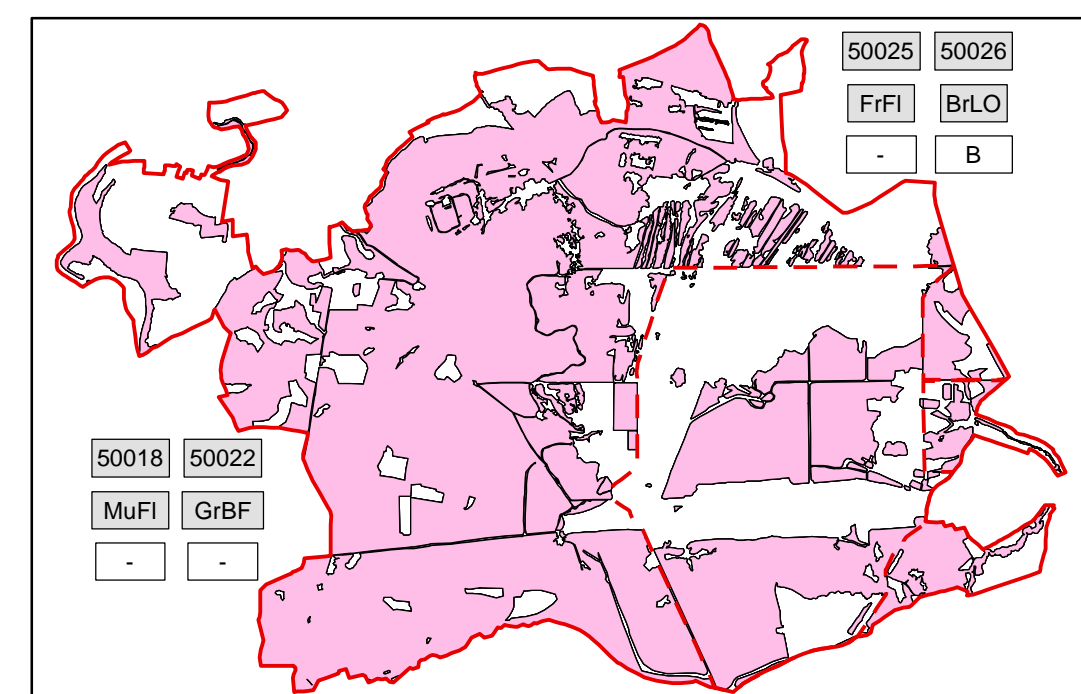 50025 50026
FrFl BrLO
- B
50018 50022
MuFl GrBF
- -